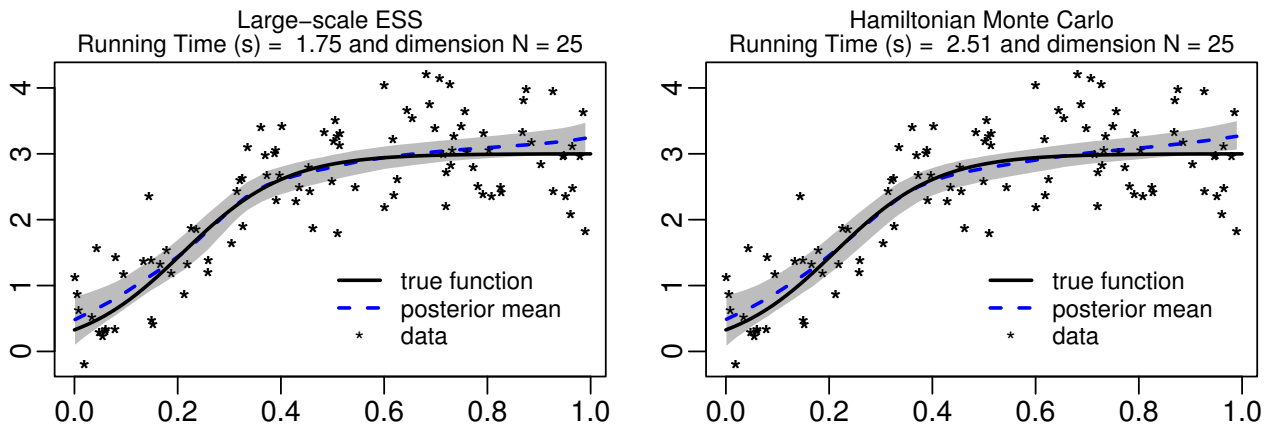 Large−scale ESS
Running Time (s) = 1.75 and dimension N = 25
4
3
2
1
0
true function
posterior mean
* data
0.0 0.2 0.4 0.6 0.8 1.0
Hamiltonian Monte Carlo
Running Time (s) = 2.51 and dimension N = 25
4
3
2
1
0
true function
posterior mean
* data
0.0 0.2 0.4 0.6 0.8 1.0